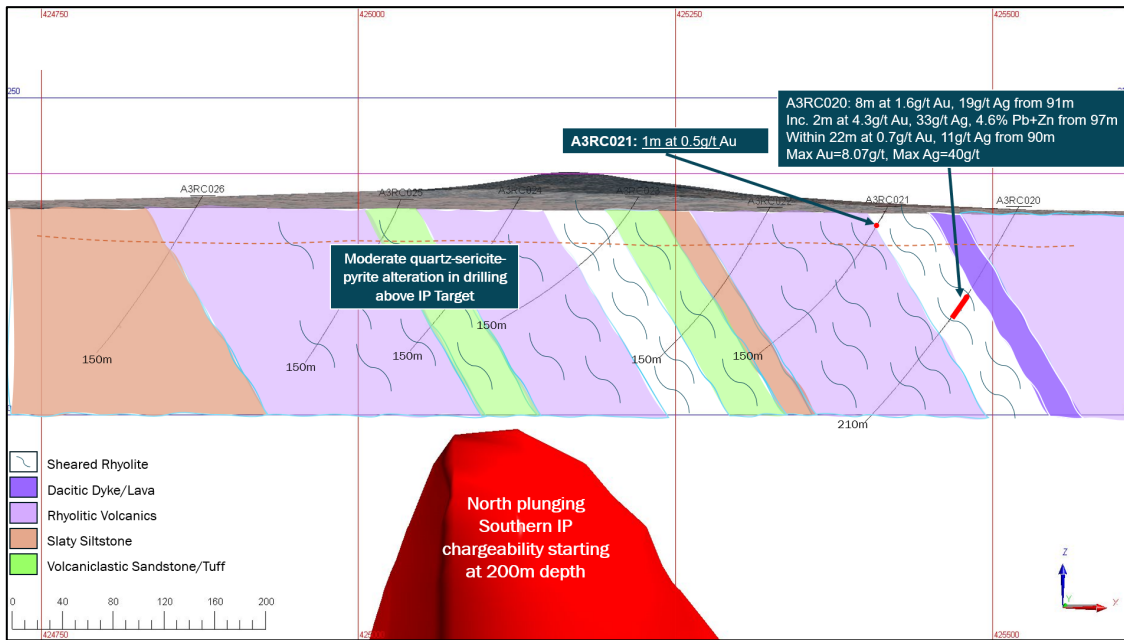 424750
425000
425250
425500
250
A3RC020: 8m at 1.6g/t Au, 19g/t Ag from 91m
Inc. 2m at 4.3g/t Au, 33g/t Ag, 4.6% Pb+Zn from 97m
Within 22m at 0.7g/t Au, 11g/t Ag from 90m
Max Au=8.07g/t, Max Ag=40g/t
A3RC021: 1m at 0.5g/t Au
A3RC026
A3RC025
A3RC024
A3RC023
A3RC022
A3RC021
A3RC020
Moderate quartz-sericite-
pyrite alteration in drilling
above IP Target
150m
150m
150m
150m
150m
150m
210m
North plunging
Southern IP
chargeability starting
at 200m depth
Sheared Rhyolite
Dacitic Dyke/Lava
Rhyolitic Volcanics
Slaty Siltstone
Volcaniclastic Sandstone/Tuff
0 40 80 120 160 200
Z
Y
X
424750
425000
425500